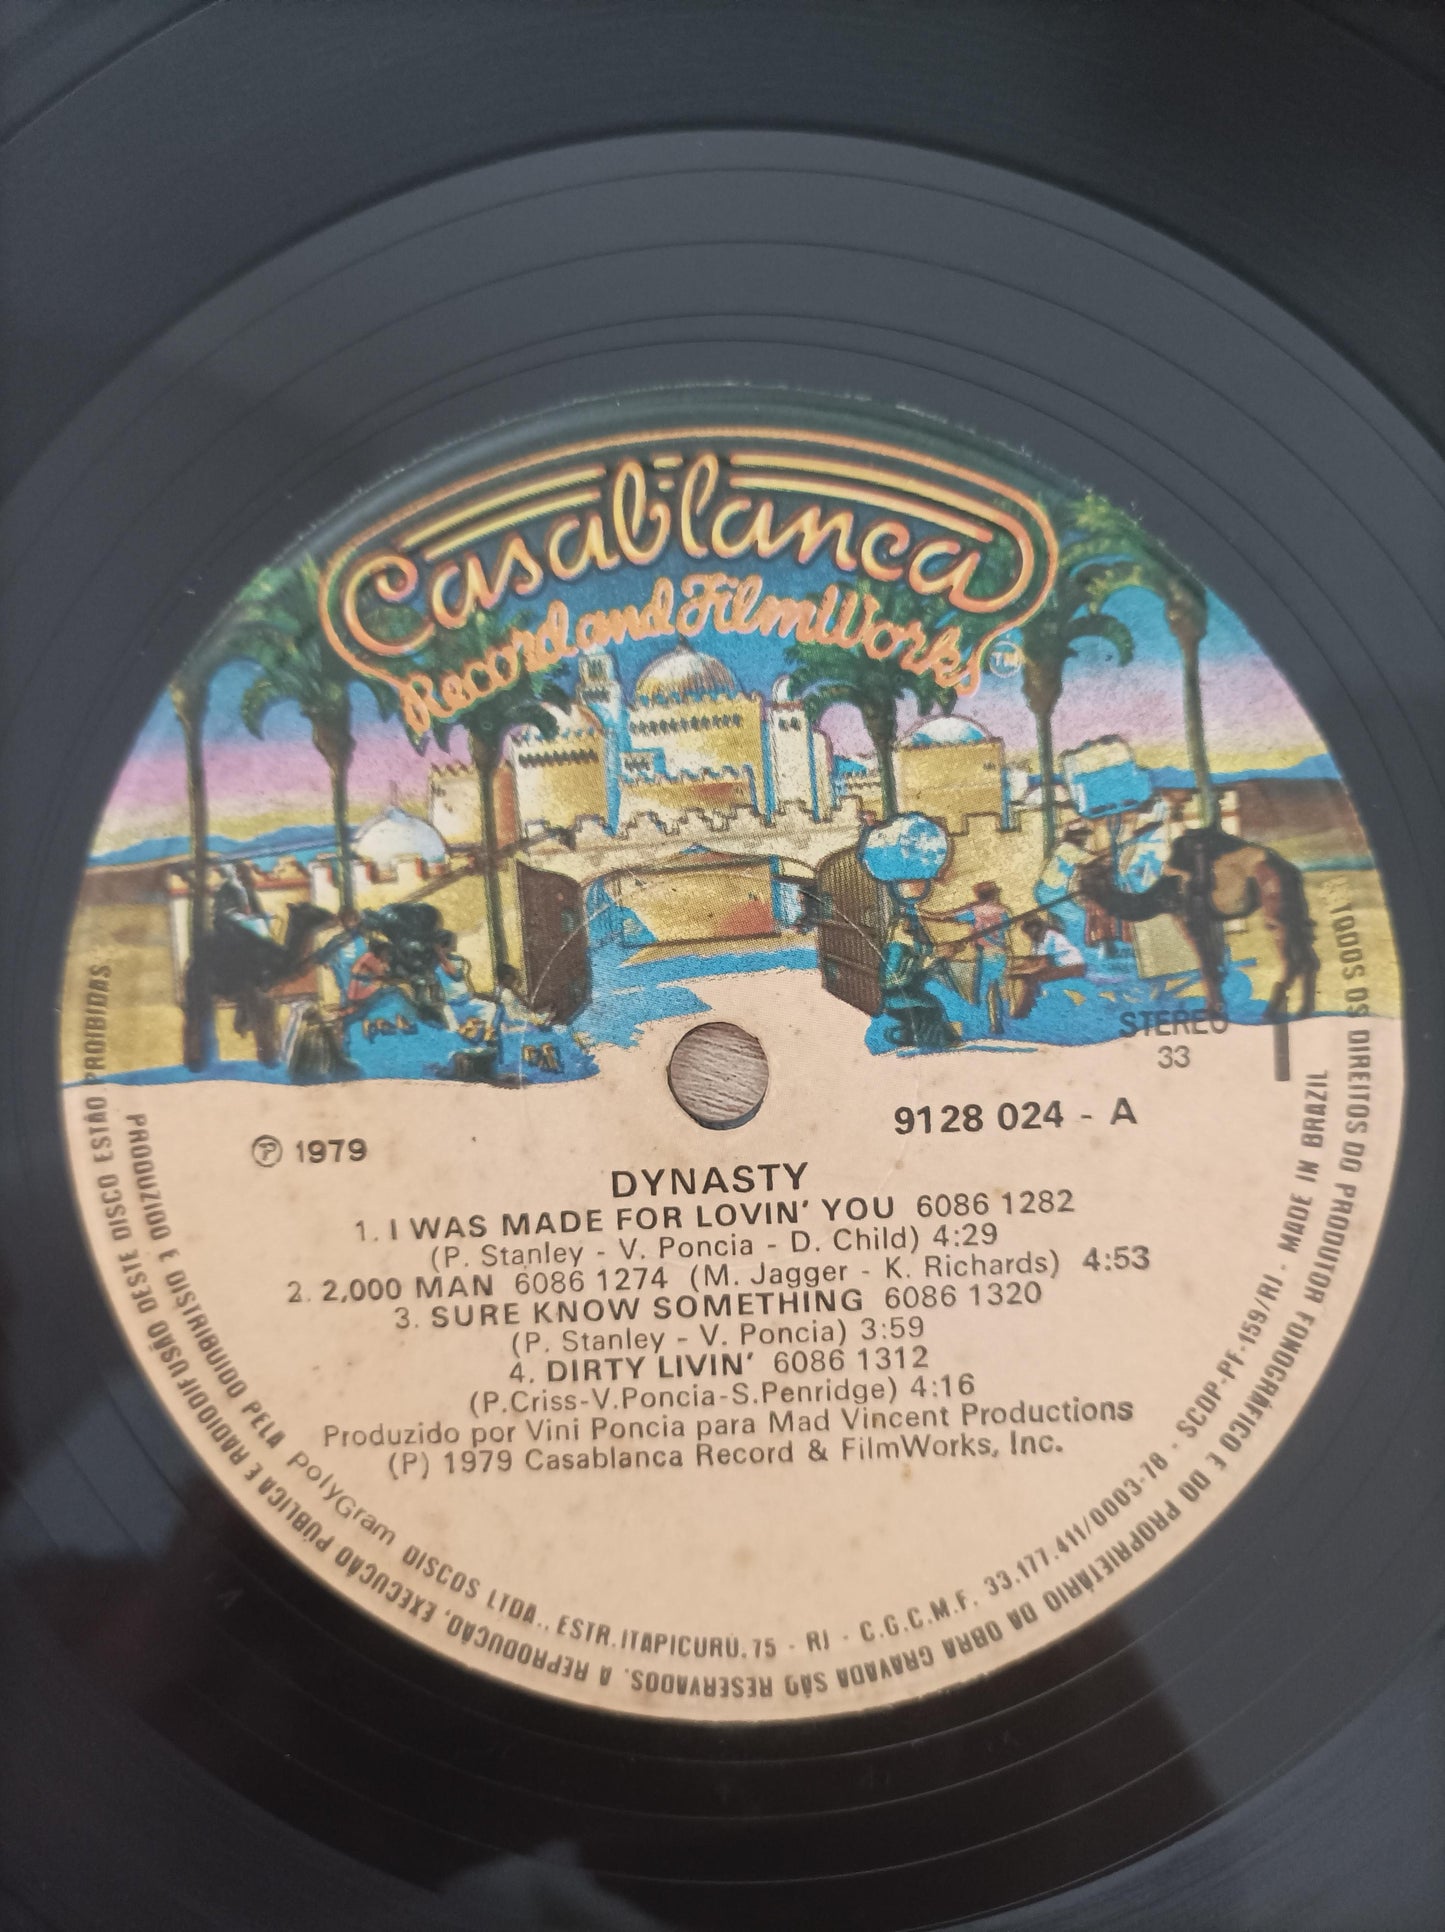 Casablanca
Record and FilmWorks TM
STEREO
33
9128 024 - A
Ⓟ 1979
DYNASTY
1. I WAS MADE FOR LOVIN' YOU 6086 1282
(P. Stanley - V. Poncia - D. Child) 4:29
2. 2,000 MAN 6086 1274 (M. Jagger - K. Richards) 4:53
3. SURE KNOW SOMETHING 6086 1320
(P. Stanley - V. Poncia) 3:59
4. DIRTY LIVIN' 6086 1312
(P.Criss-V.Poncia-S.Penridge) 4:16
Produzido por Vini Poncia para Mad Vincent Productions
(P) 1979 Casablanca Record & FilmWorks, Inc.
PRODUZIDO E DISTRIBUIDO PELA PolyGram DISCOS LTDA., ESTR. ITAPICURU, 75 - RJ - C.G.C.M.F. 33.177.411/0003-78 - SCDP-PF-159/RJ - MADE IN BRAZIL
TODOS OS DIREITOS DO PRODUTOR FONOGRÁFICO E DO PROPRIETÁRIO DA OBRA GRAVADA SÃO RESERVADOS. A REPRODUÇÃO, EXECUÇÃO PÚBLICA E RADIODIFUSÃO DESTE DISCO ESTÃO PROIBIDAS